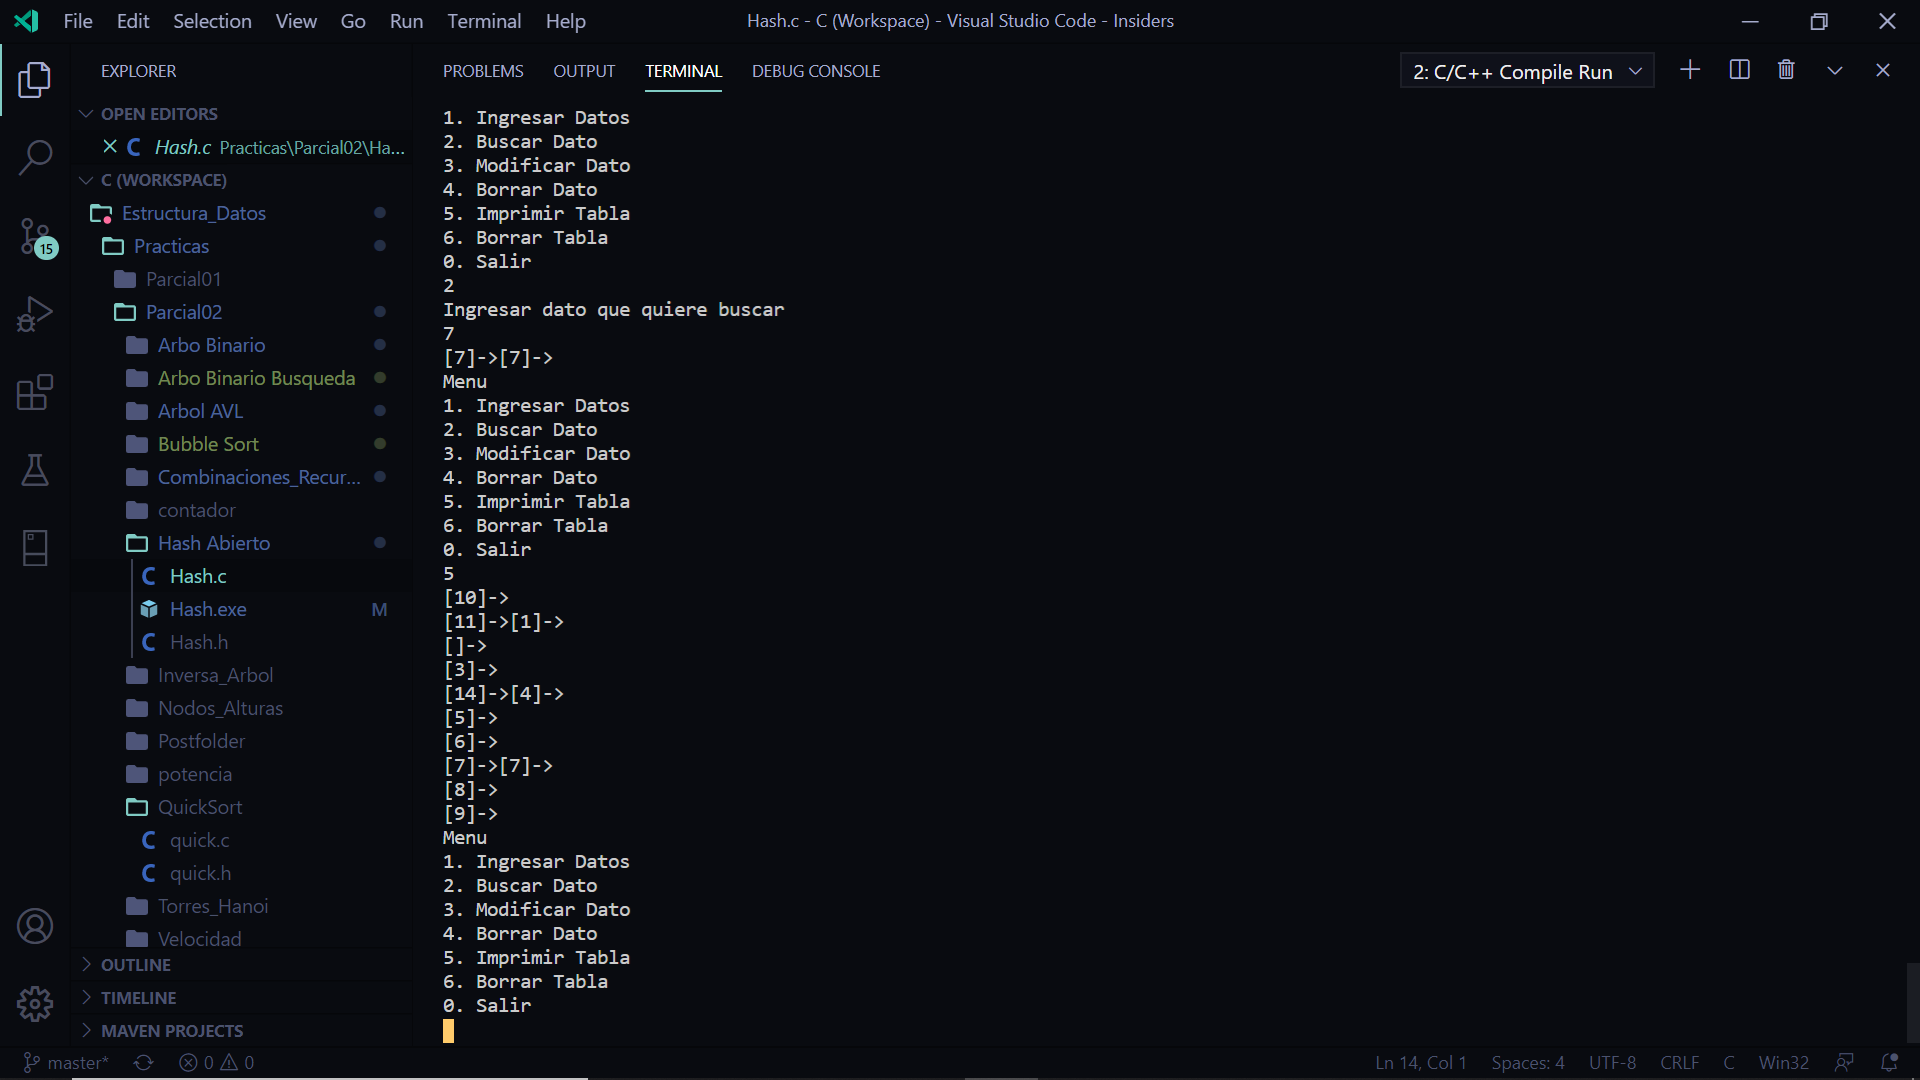 File Edit Selection View Go Run Terminal Help
Hash.c - C (Workspace) - Visual Studio Code - Insiders
EXPLORER
OPEN EDITORS
Hash.c Practicas\Parcial02\Ha...
C (WORKSPACE)
Estructura_Datos
Practicas
Parcial01
Parcial02
Arbo Binario
Arbo Binario Busqueda
Arbol AVL
Bubble Sort
Combinaciones_Recur...
contador
Hash Abierto
Hash.c
Hash.exe M
Hash.h
Inversa_Arbol
Nodos_Alturas
Postfolder
potencia
QuickSort
quick.c
quick.h
Torres_Hanoi
Velocidad
OUTLINE
TIMELINE
MAVEN PROJECTS
15
PROBLEMS OUTPUT TERMINAL DEBUG CONSOLE
2: C/C++ Compile Run
1. Ingresar Datos
2. Buscar Dato
3. Modificar Dato
4. Borrar Dato
5. Imprimir Tabla
6. Borrar Tabla
0. Salir
2
Ingresar dato que quiere buscar
7
[7]->[7]->
Menu
1. Ingresar Datos
2. Buscar Dato
3. Modificar Dato
4. Borrar Dato
5. Imprimir Tabla
6. Borrar Tabla
0. Salir
5
[10]->
[11]->[1]->
[]->
[3]->
[14]->[4]->
[5]->
[6]->
[7]->[7]->
[8]->
[9]->
Menu
1. Ingresar Datos
2. Buscar Dato
3. Modificar Dato
4. Borrar Dato
5. Imprimir Tabla
6. Borrar Tabla
0. Salir
master* 0 0
Ln 14, Col 1 Spaces: 4 UTF-8 CRLF C Win32